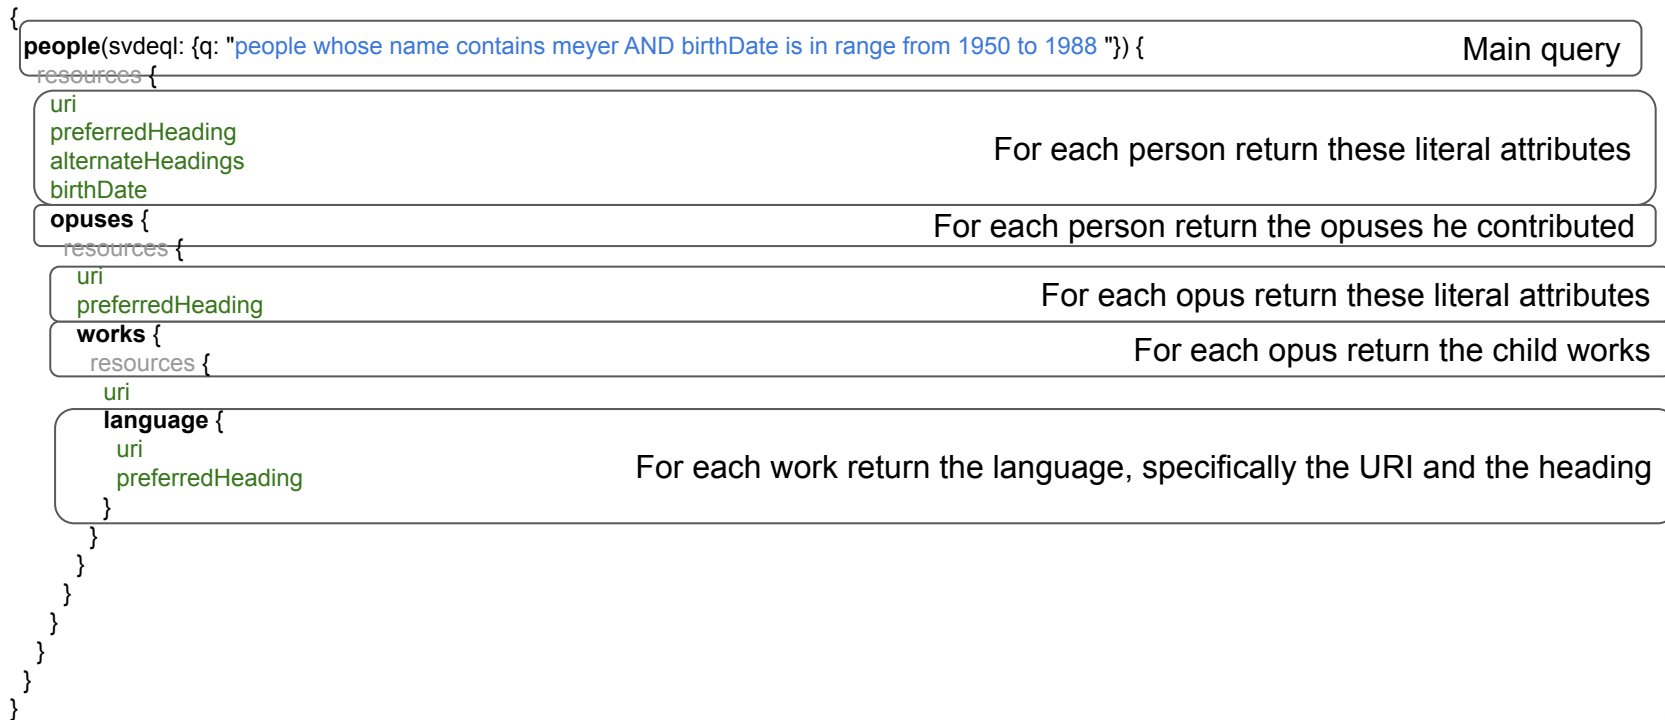 {
people(svdeql: {q: "people whose name contains meyer AND birthDate is in range from 1950 to 1988 "}) {
Main query
resources {
uri
preferredHeading
alternateHeadings
For each person return these literal attributes
birthDate
opuses {
For each person return the opuses he contributed
resources {
uri
preferredHeading
For each opus return these literal attributes
works {
For each opus return the child works
resources {
uri
language {
uri
For each work return the language, specifically the URI and the heading
preferredHeading
}
}
}
}
}
}
}
}